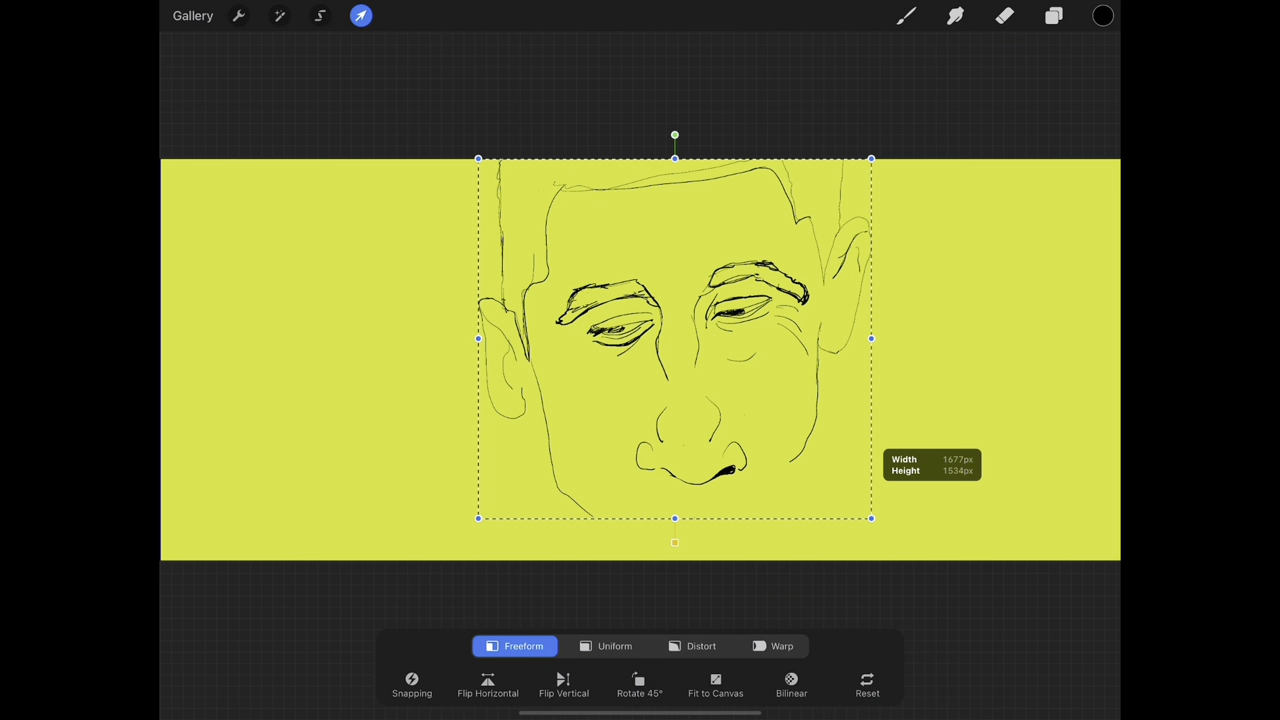 Gallery
Width 1677px
Height 1534px
Freeform Uniform Distort Warp
Snapping Flip Horizontal Flip Vertical Rotate 45° Fit to Canvas Bilinear Reset